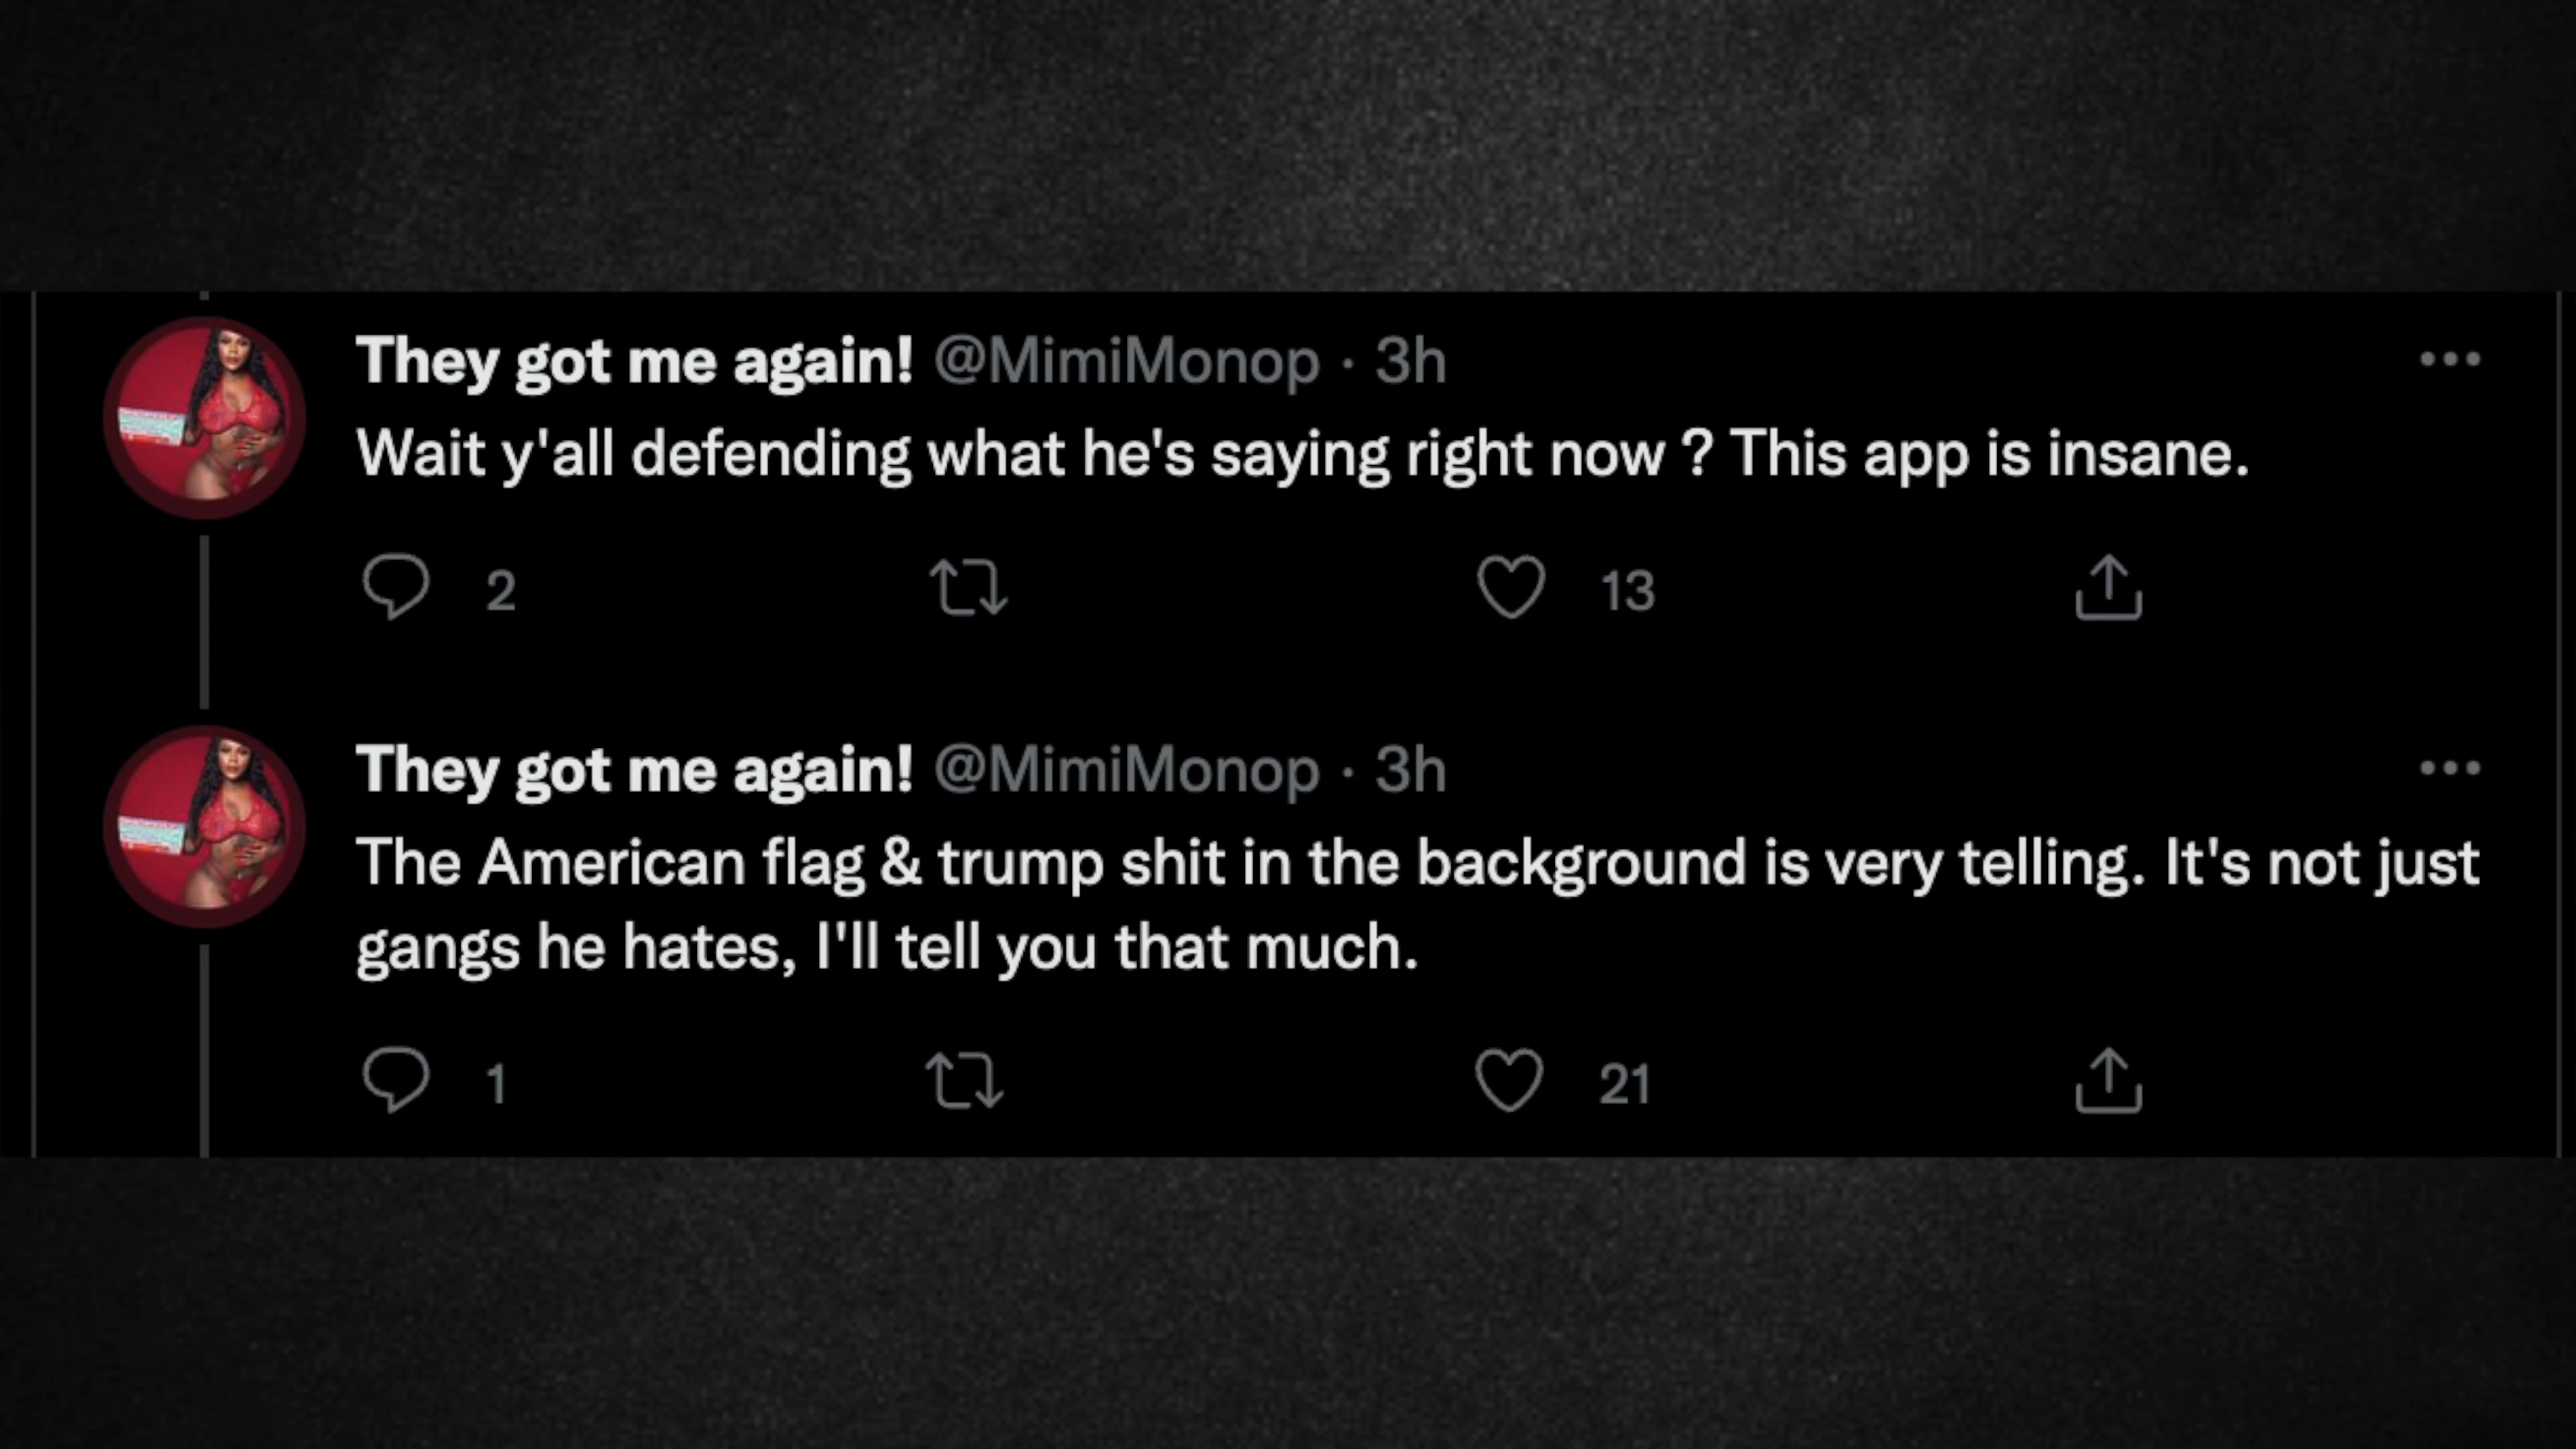 They got me again! @MimiMonop · 3h
Wait y'all defending what he's saying right now ? This app is insane.
2 13
They got me again! @MimiMonop · 3h
The American flag & trump shit in the background is very telling. It's not just
gangs he hates, I'll tell you that much.
1 21